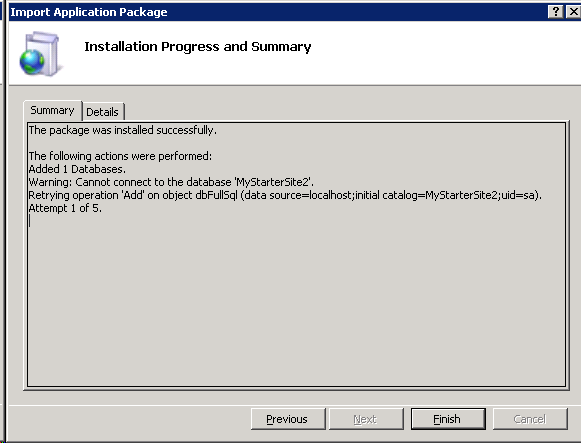 Import Application Package
Installation Progress and Summary
Summary Details
The package was installed successfully.
The following actions were performed:
Added 1 Databases.
Warning: Cannot connect to the database 'MyStarterSite2'.
Retrying operation 'Add' on object dbFullSql (data source=localhost;initial catalog=MyStarterSite2;uid=sa).
Attempt 1 of 5.
Previous Next Finish Cancel